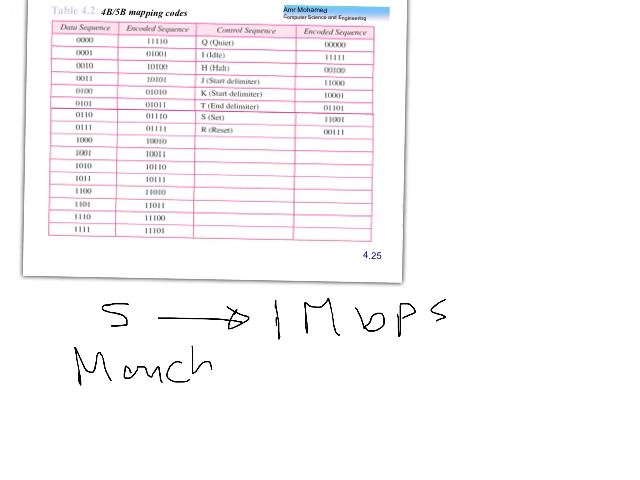 Table 4.2 4B/5B mapping codes
Amr Mohamed
Computer Science and Engineering
Data Sequence Encoded Sequence Control Sequence Encoded Sequence
0000 11110 Q (Quiet) 00000
0001 01001 I (Idle) 11111
0010 10100 H (Halt) 00100
0011 10101 J (Start delimiter) 11000
0100 01010 K (Start delimiter) 10001
0101 01011 T (End delimiter) 01101
0110 01110 S (Set) 11001
0111 01111 R (Reset) 00111
1000 10010
1001 10011
1010 10110
1011 10111
1100 11010
1101 11011
1110 11100
1111 11101
4.25
S → 1 Mbps
Manch